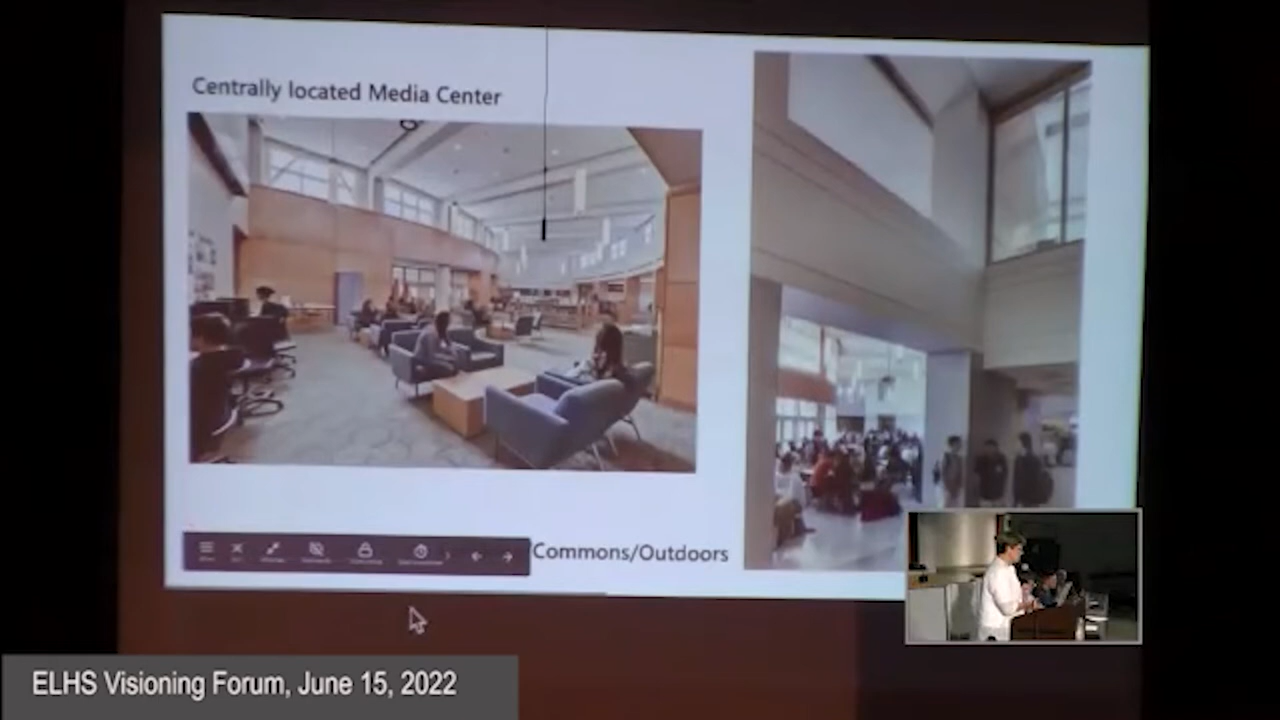 Centrally located Media Center
Commons/Outdoors
ELHS Visioning Forum, June 15, 2022